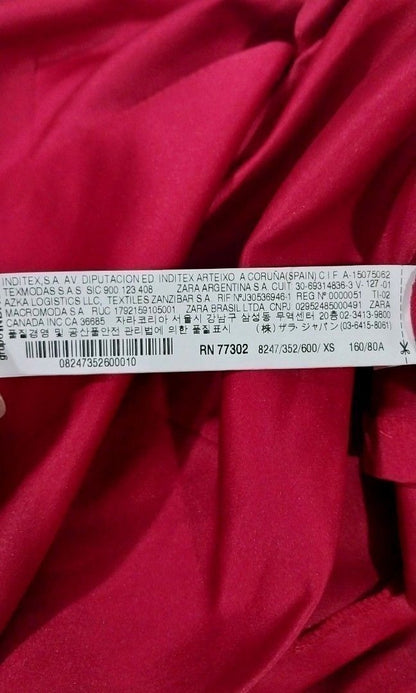 INDITEX,S.A. AV. DIPUTACION ED. INDITEX ARTEIXO A CORUÑA(SPAIN) C.I.F. A-15075062
TEXMODAS S.A.S. SIC 900 123 408 ZARA ARGENTINA S.A. CUIT 30-69314836-3 V-127-01
AZKA LOGISTICS LLC, TEXTILES ZANZIBAR S.A. RIF Nº J30536946-1 REG Nº 0000051 TI-02
MACROMODA S.A. RUC 1792159105001 ZARA BRASIL LTDA. CNPJ 02952485000491 ZARA
CANADA INC CA 36685 자라코리아 서울시 강남구 삼성동 무역센터 20층 02-3413-9800
품질경영 및 공산품안전 관리법에 의한 품질표시 (株) ザラ・ジャパン (03-6415-8061)
RN 77302 8247/352/600/ XS 160/80A
08247352600010